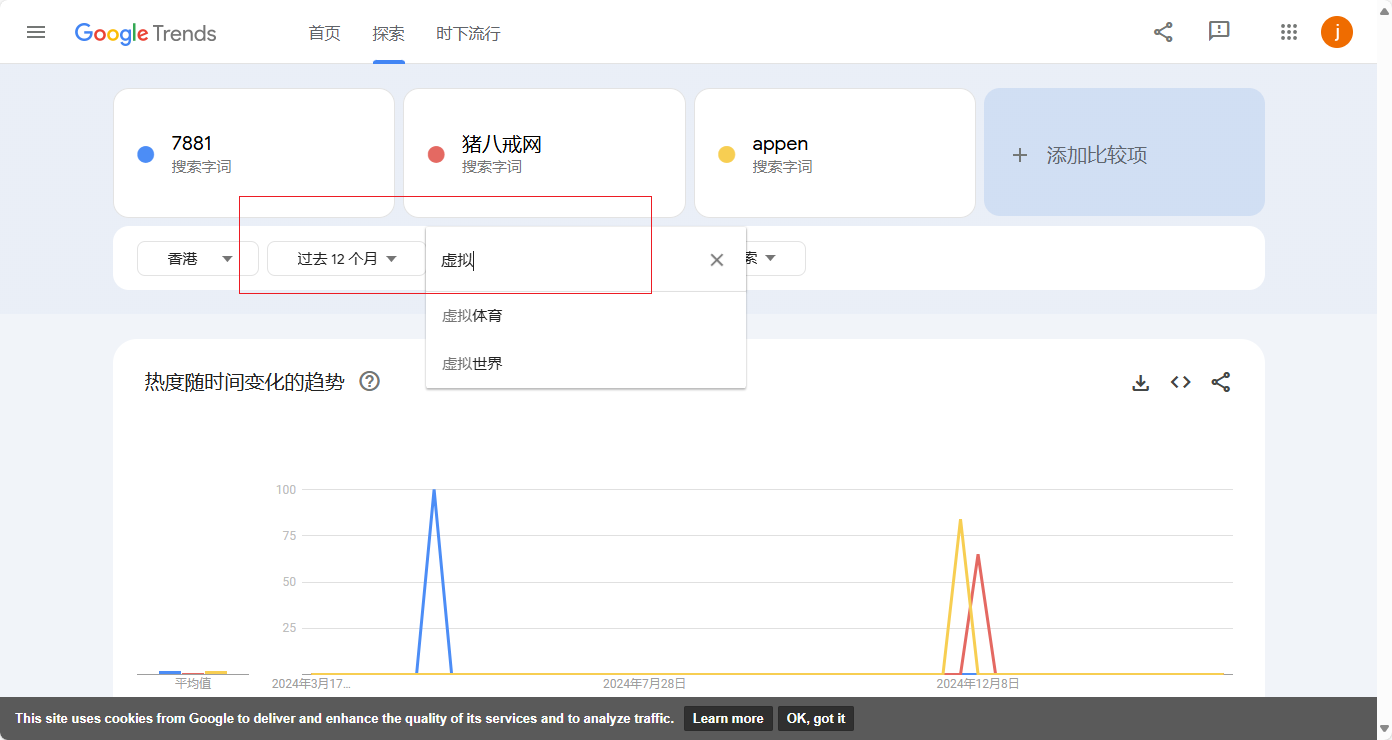 Google Trends
首页
探索
时下流行
j
7881
搜索字词
猪八戒网
搜索字词
appen
搜索字词
+ 添加比较项
香港
过去 12 个月
虚拟
索
虚拟体育
虚拟世界
热度随时间变化的趋势
100
75
50
25
平均值
2024年3月17...
2024年7月28日
2024年12月8日
This site uses cookies from Google to deliver and enhance the quality of its services and to analyze traffic.
Learn more
OK, got it